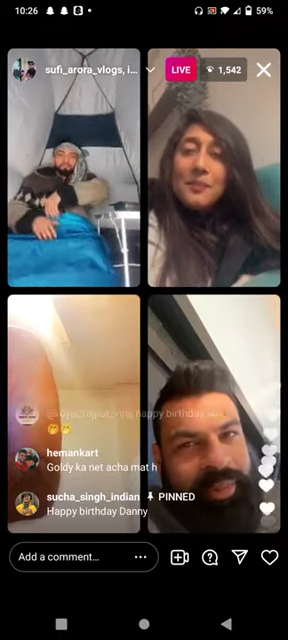 10:26
59%
sufi_arora_vlogs, i...
LIVE
1,542
happy birthday
hemankart
Goldy ka net acha mat h
sucha_singh_indian PINNED
Happy birthday Danny
Add a comment...